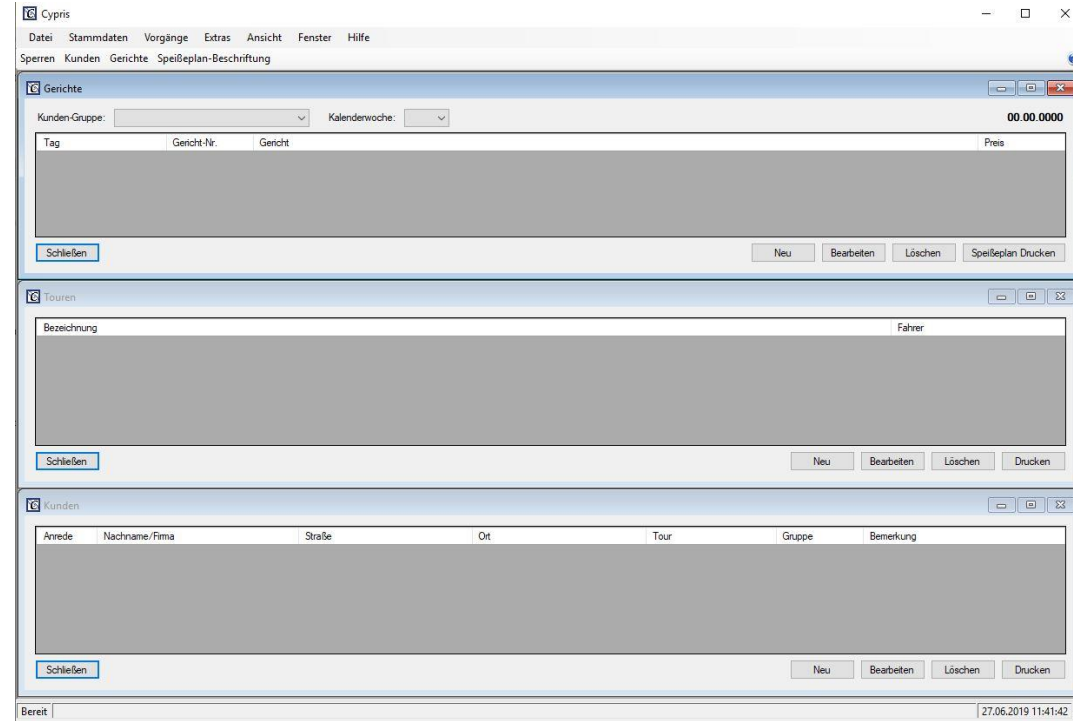 Cypris
Datei Stammdaten Vorgänge Extras Ansicht Fenster Hilfe
Sperren Kunden Gerichte Speißeplan-Beschriftung
Gerichte
Kunden-Gruppe: Kalenderwoche: 00.00.0000
Tag Gericht-Nr. Gericht Preis
Schließen Neu Bearbeiten Löschen Speißeplan Drucken
Touren
Bezeichnung Fahrer
Schließen Neu Bearbeiten Löschen Drucken
Kunden
Anrede Nachname/Firma Straße Ort Tour Gruppe Bemerkung
Schließen Neu Bearbeiten Löschen Drucken
Bereit 27.06.2019 11:41:42